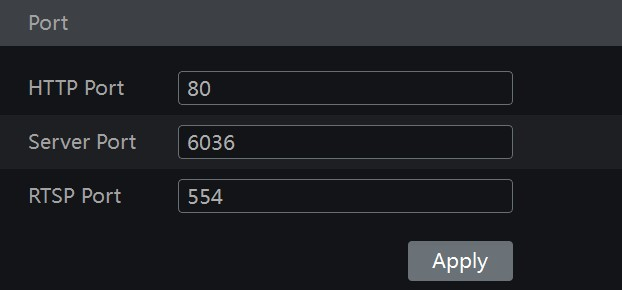 Port
HTTP Port 80
Server Port 6036
RTSP Port 554
Apply